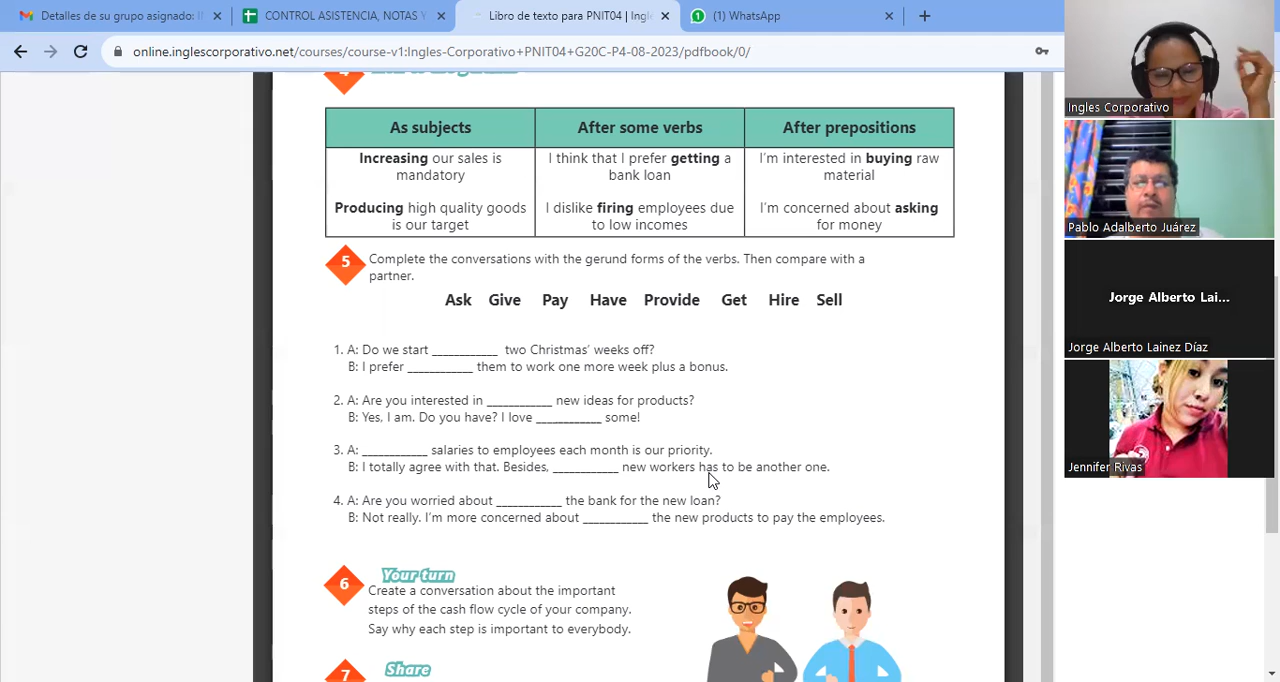 Detalles de su grupo asignado: I
CONTROL ASISTENCIA, NOTAS Y
Libro de texto para PNIT04 | Ingl
(1) WhatsApp
online.inglescorporativo.net/courses/course-v1:Ingles-Corporativo+PNIT04+G20C-P4-08-2023/pdfbook/0/
As subjects
After some verbs
After prepositions
Increasing our sales is
mandatory
I think that I prefer getting a
bank loan
I'm interested in buying raw
material
Producing high quality goods
is our target
I dislike firing employees due
to low incomes
I'm concerned about asking
for money
5
Complete the conversations with the gerund forms of the verbs. Then compare with a
partner.
Ask Give Pay Have Provide Get Hire Sell
1. A: Do we start __________ two Christmas' weeks off?
B: I prefer __________ them to work one more week plus a bonus.
2. A: Are you interested in __________ new ideas for products?
B: Yes, I am. Do you have? I love __________ some!
3. A: __________ salaries to employees each month is our priority.
B: I totally agree with that. Besides, __________ new workers has to be another one.
4. A: Are you worried about __________ the bank for the new loan?
B: Not really. I'm more concerned about __________ the new products to pay the employees.
6
Your turn
Create a conversation about the important
steps of the cash flow cycle of your company.
Say why each step is important to everybody.
7
Share
Ingles Corporativo
Pablo Adalberto Juárez
Jorge Alberto Lai...
Jorge Alberto Lainez Díaz
Jennifer Rivas